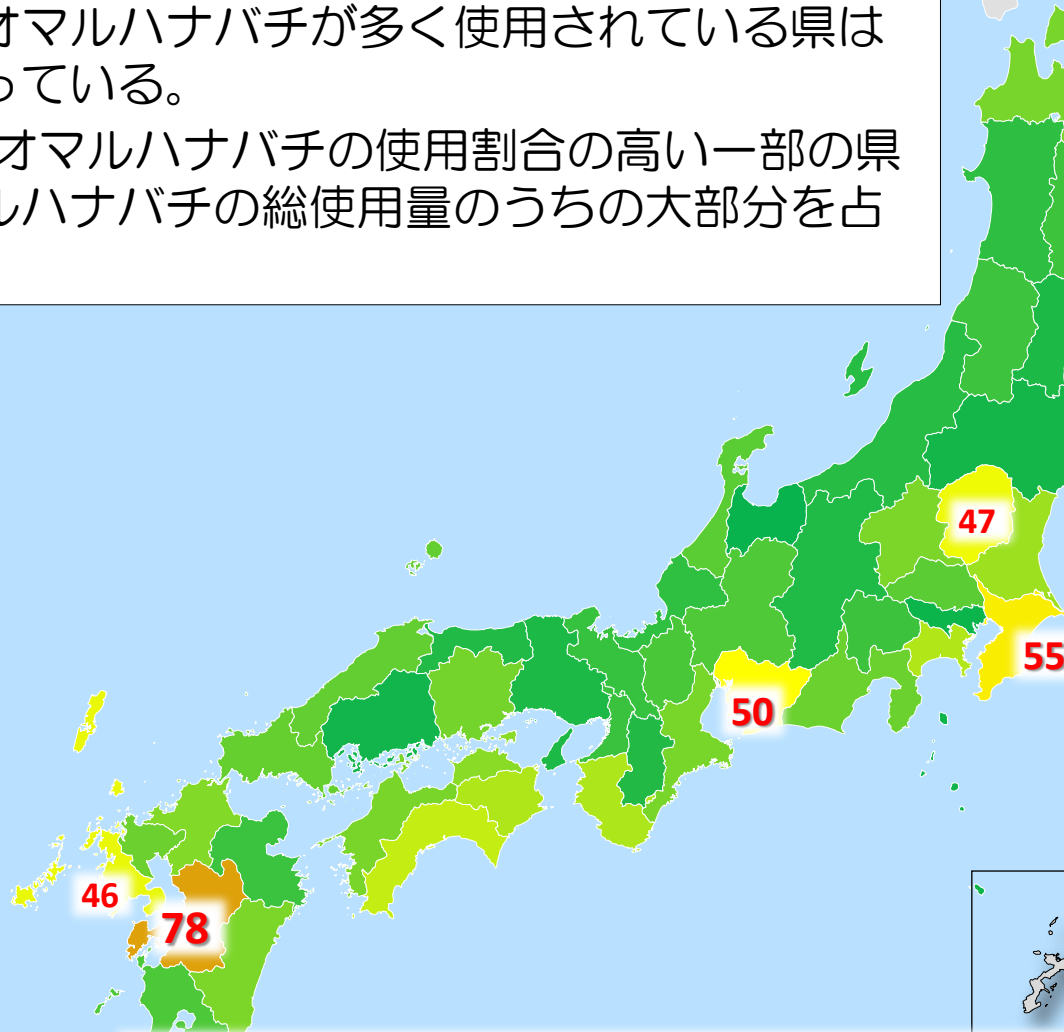 オマルハナバチが多く使用されている県は
っている。
オマルハナバチの使用割合の高い一部の県
ルハナバチの総使用量のうちの大部分を占
47
55
50
46
78